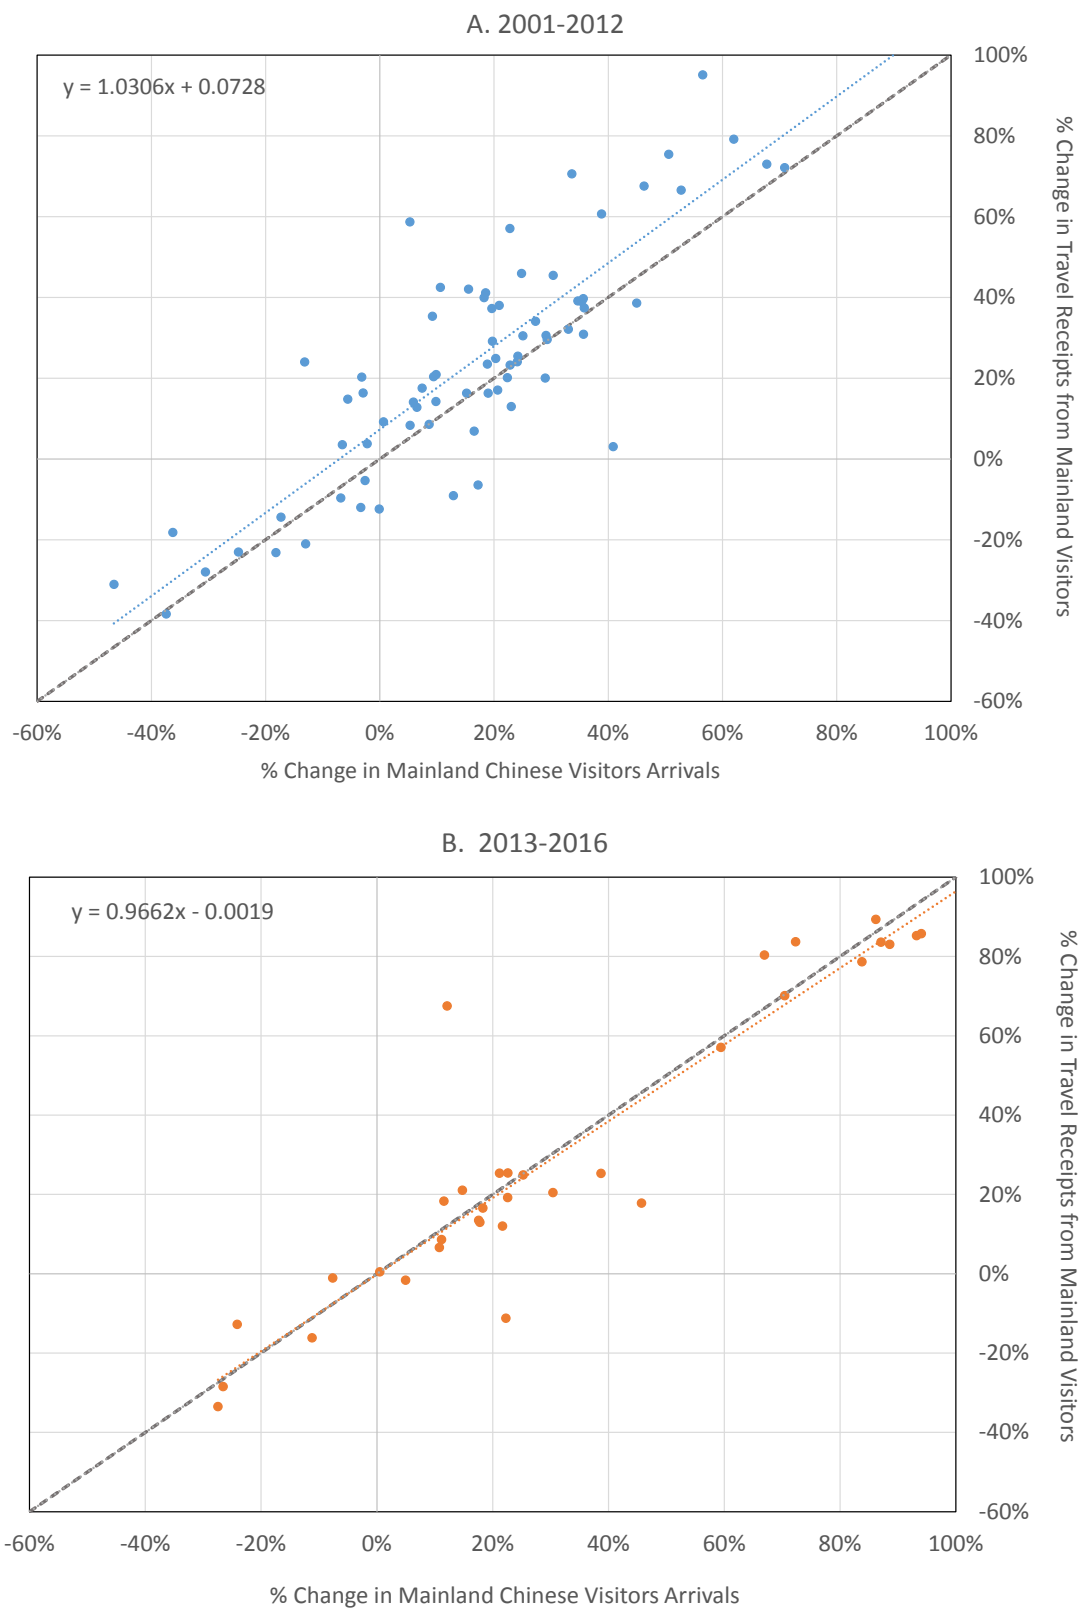 A. 2001-2012
y = 1.0306x + 0.0728
100%
80%
60%
40%
20%
0%
-20%
-40%
-60%
% Change in Travel Receipts from Mainland Visitors
-60% -40% -20% 0% 20% 40% 60% 80% 100%
% Change in Mainland Chinese Visitors Arrivals
B. 2013-2016
y = 0.9662x - 0.0019
100%
80%
60%
40%
20%
0%
-20%
-40%
-60%
% Change in Travel Receipts from Mainland Visitors
-60% -40% -20% 0% 20% 40% 60% 80% 100%
% Change in Mainland Chinese Visitors Arrivals